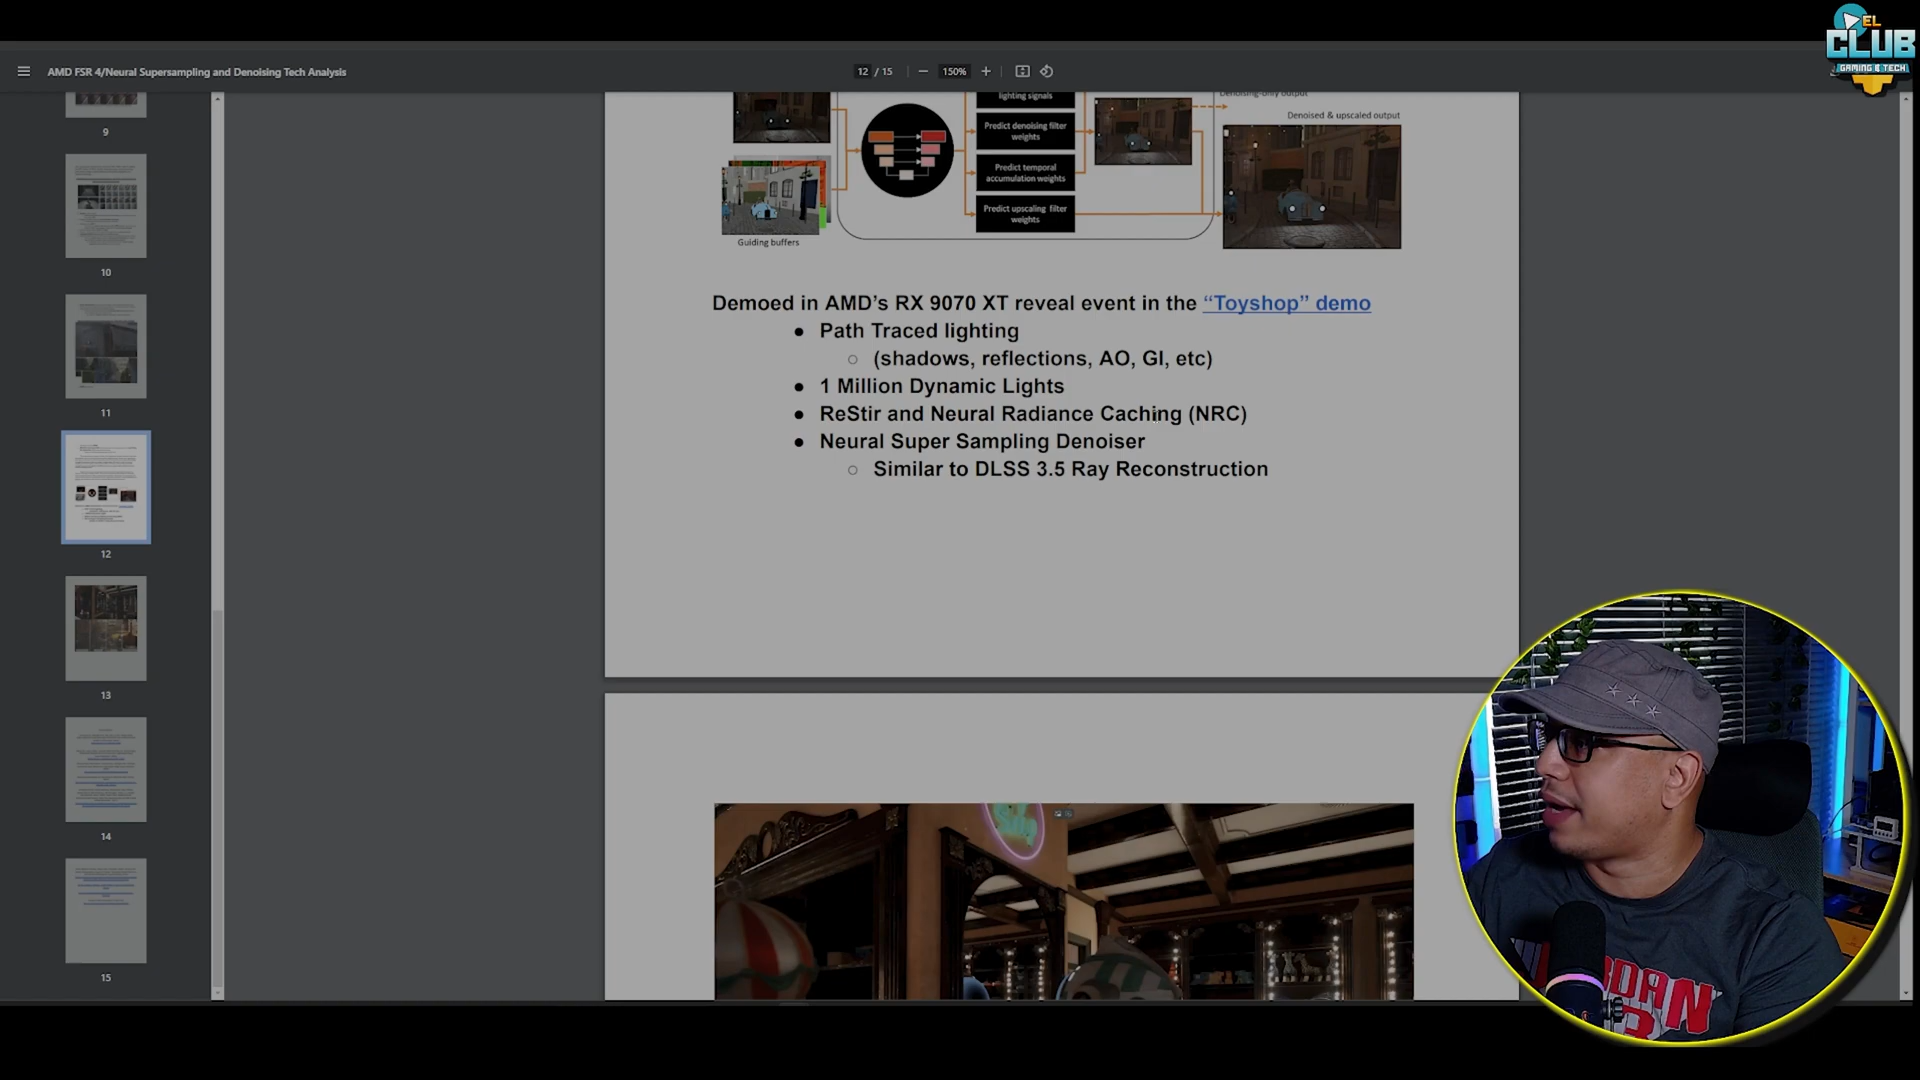 EL
CLUB
GAMING & TECH
AMD FSR 4/Neural Supersampling and Denoising Tech Analysis
12 / 15
150%
9
10
11
12
13
14
15
lighting signals
Predict denoising filter
weights
Predict temporal
accumulation weights
Predict upscaling filter
weights
Guiding buffers
Denoising-only output
Denoised & upscaled output
Demoed in AMD's RX 9070 XT reveal event in the “Toyshop” demo
● Path Traced lighting
○ (shadows, reflections, AO, GI, etc)
● 1 Million Dynamic Lights
● ReStir and Neural Radiance Caching (NRC)
● Neural Super Sampling Denoiser
○ Similar to DLSS 3.5 Ray Reconstruction